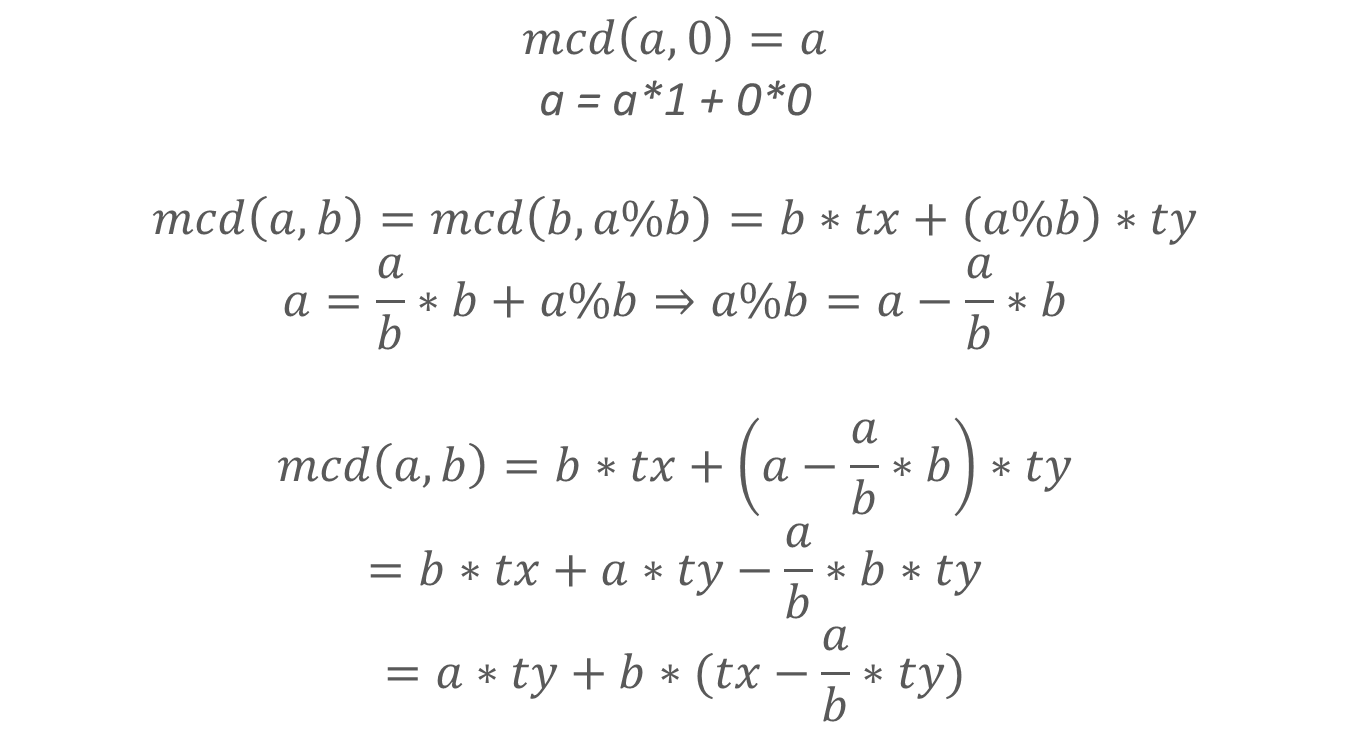 mcd(a, 0) = a
a = a*1 + 0*0
mcd(a, b) = mcd(b, a%b) = b ∗ tx + (a%b) ∗ ty
a = a/b ∗ b + a%b ⇒ a%b = a − a/b ∗ b
mcd(a, b) = b ∗ tx + (a − a/b ∗ b) ∗ ty
= b ∗ tx + a ∗ ty − a/b ∗ b ∗ ty
= a ∗ ty + b ∗ (tx − a/b ∗ ty)